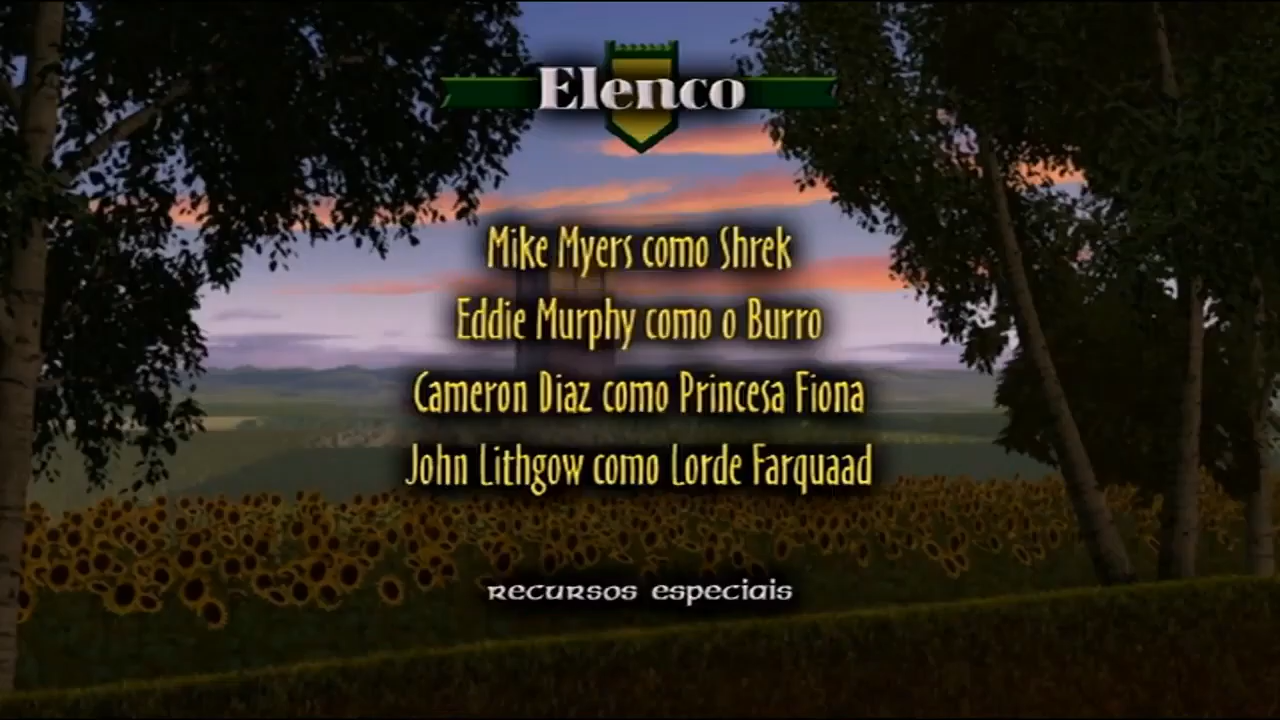 Elenco
Mike Myers como Shrek
Eddie Murphy como o Burro
Cameron Diaz como Princesa Fiona
John Lithgow como Lorde Farquaad
recursos especiais